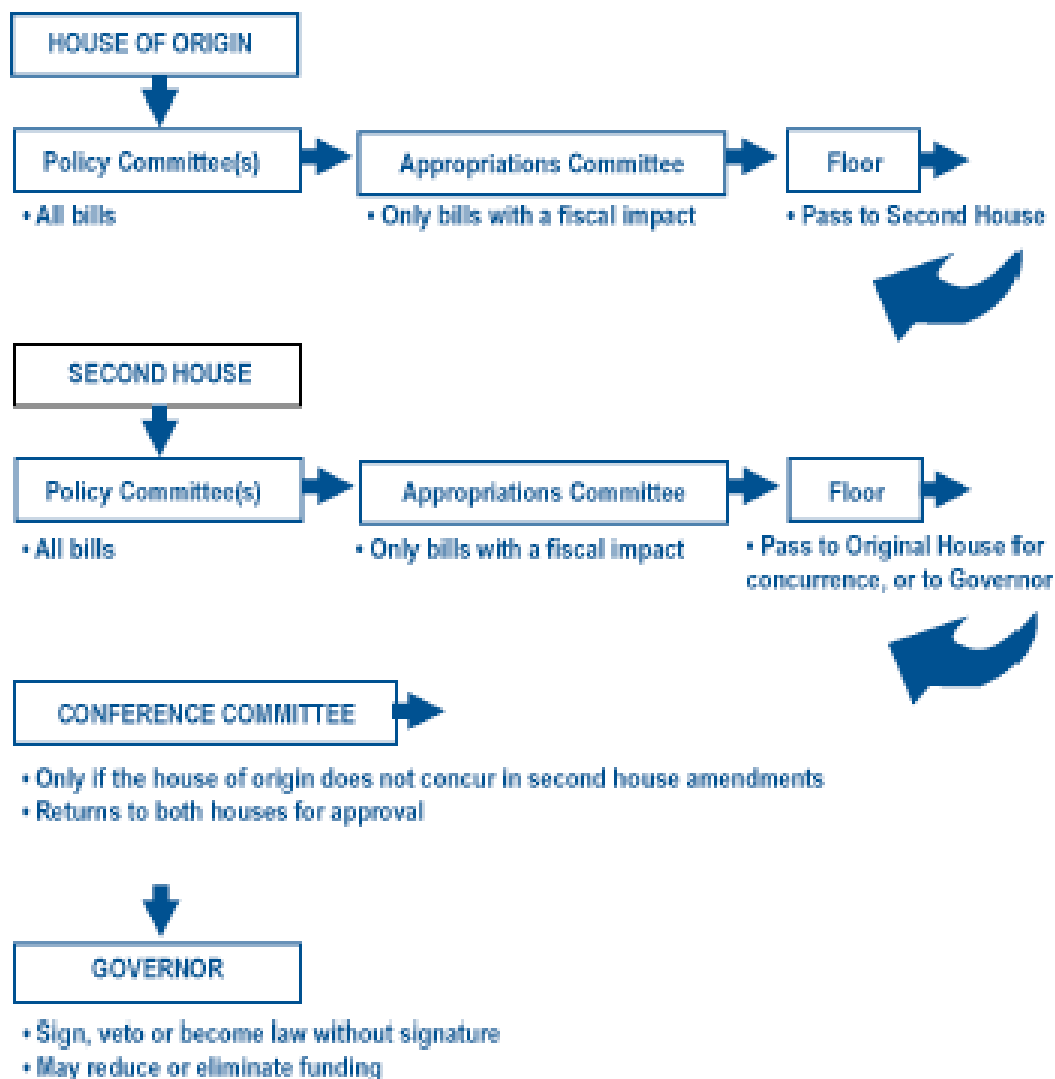 HOUSE OF ORIGIN
Policy Committee(s)
Appropriations Committee
Floor
• All bills
• Only bills with a fiscal impact
• Pass to Second House
SECOND HOUSE
Policy Committee(s)
Appropriations Committee
Floor
• All bills
• Only bills with a fiscal impact
• Pass to Original House for
concurrence, or to Governor
CONFERENCE COMMITTEE
• Only if the house of origin does not concur in second house amendments
• Returns to both houses for approval
GOVERNOR
• Sign, veto or become law without signature
• May reduce or eliminate funding